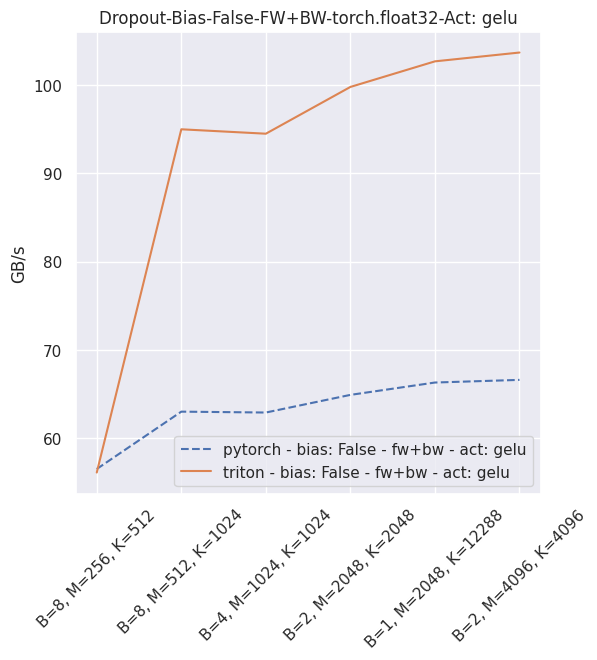 Dropout-Bias-False-FW+BW-torch.float32-Act: gelu
GB/s
100
90
80
70
60
pytorch - bias: False - fw+bw - act: gelu
triton - bias: False - fw+bw - act: gelu
B=8, M=256, K=512
B=8, M=512, K=1024
B=4, M=1024, K=1024
B=2, M=2048, K=2048
B=1, M=2048, K=12288
B=2, M=4096, K=4096